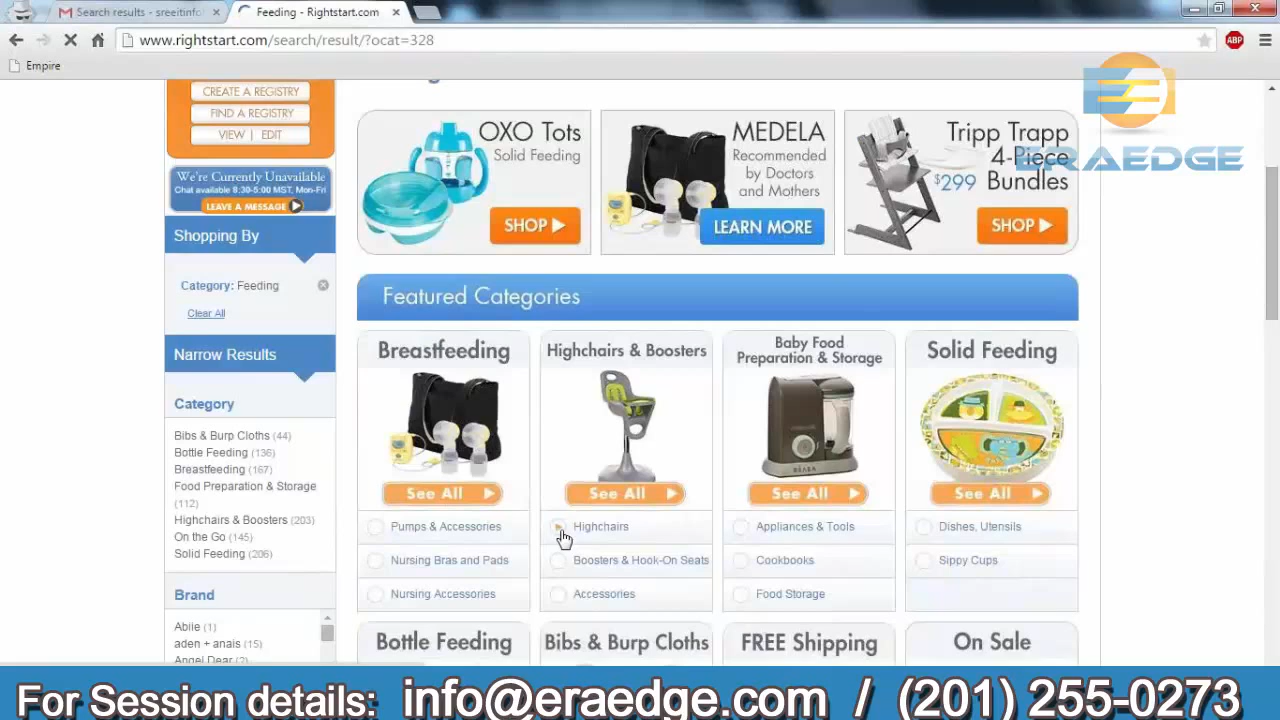 Search results - sreeitinfo
Feeding - Rightstart.com
www.rightstart.com/search/result/?ocat=328
ABP
Empire
CREATE A REGISTRY
FIND A REGISTRY
VIEW | EDIT
We're Currently Unavailable
Chat available 8:30-5:00 MST, Mon-Fri
LEAVE A MESSAGE
Shopping By
Category: Feeding
Clear All
Narrow Results
Category
Bibs & Burp Cloths (44)
Bottle Feeding (136)
Breastfeeding (167)
Food Preparation & Storage
(112)
Highchairs & Boosters (203)
On the Go (145)
Solid Feeding (206)
Brand
Abiie (1)
aden + anais (15)
Angel Dear (2)
OXO Tots
Solid Feeding
SHOP
MEDELA
Recommended
by Doctors
and Mothers
LEARN MORE
Tripp Trapp
4-Piece
$299 Bundles
SHOP
ERAEDGE
Featured Categories
Breastfeeding
See All
Pumps & Accessories
Nursing Bras and Pads
Nursing Accessories
Highchairs & Boosters
See All
Highchairs
Boosters & Hook-On Seats
Accessories
Baby Food
Preparation & Storage
BÉABA
See All
Appliances & Tools
Cookbooks
Food Storage
Solid Feeding
See All
Dishes, Utensils
Sippy Cups
Bottle Feeding
Bibs & Burp Cloths
FREE Shipping
On Sale
For Session details: info@eraedge.com / (201) 255-0273